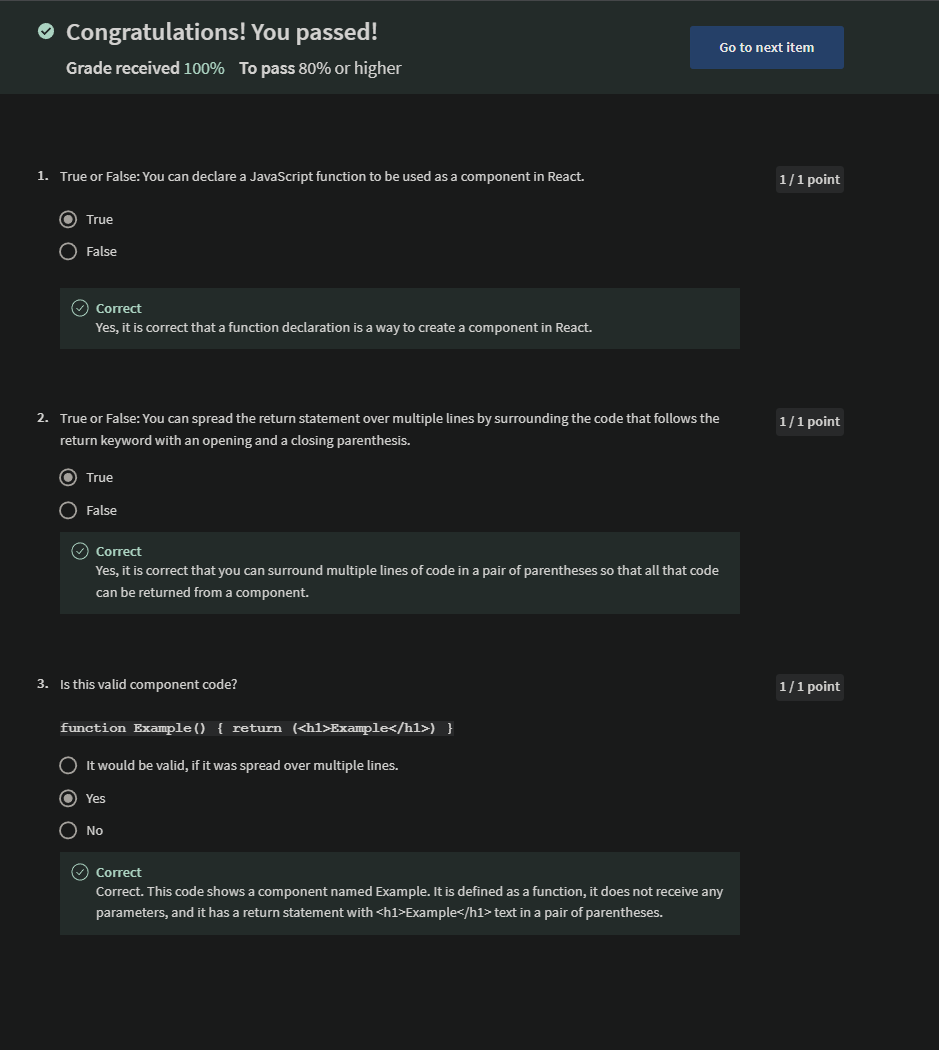 Congratulations! You passed!
Go to next item
Grade received 100% To pass 80% or higher
1. True or False: You can declare a JavaScript function to be used as a component in React.
1 / 1 point
True
False
Correct
Yes, it is correct that a function declaration is a way to create a component in React.
2. True or False: You can spread the return statement over multiple lines by surrounding the code that follows the
return keyword with an opening and a closing parenthesis.
1 / 1 point
True
False
Correct
Yes, it is correct that you can surround multiple lines of code in a pair of parentheses so that all that code
can be returned from a component.
3. Is this valid component code?
1 / 1 point
function Example() { return (<h1>Example</h1>) }
It would be valid, if it was spread over multiple lines.
Yes
No
Correct
Correct. This code shows a component named Example. It is defined as a function, it does not receive any
parameters, and it has a return statement with <h1>Example</h1> text in a pair of parentheses.